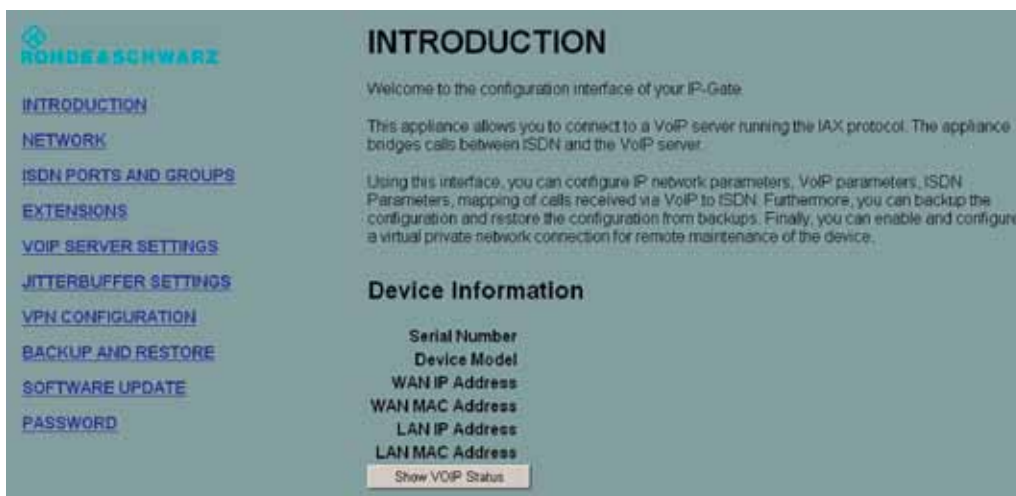 ROHDE&SCHWARZ
INTRODUCTION
NETWORK
ISDN PORTS AND GROUPS
EXTENSIONS
VOIP SERVER SETTINGS
JITTERBUFFER SETTINGS
VPN CONFIGURATION
BACKUP AND RESTORE
SOFTWARE UPDATE
PASSWORD
INTRODUCTION
Welcome to the configuration interface of your IP-Gate.
This appliance allows you to connect to a VoIP server running the IAX protocol. The appliance
bridges calls between ISDN and the VoIP server.
Using this interface, you can configure IP network parameters, VoIP parameters, ISDN
Parameters, mapping of calls received via VoIP to ISDN. Furthermore, you can backup the
configuration and restore the configuration from backups. Finally, you can enable and configure
a virtual private network connection for remote maintenance of the device.
Device Information
Serial Number
Device Model
WAN IP Address
WAN MAC Address
LAN IP Address
LAN MAC Address
Show VOIP Status